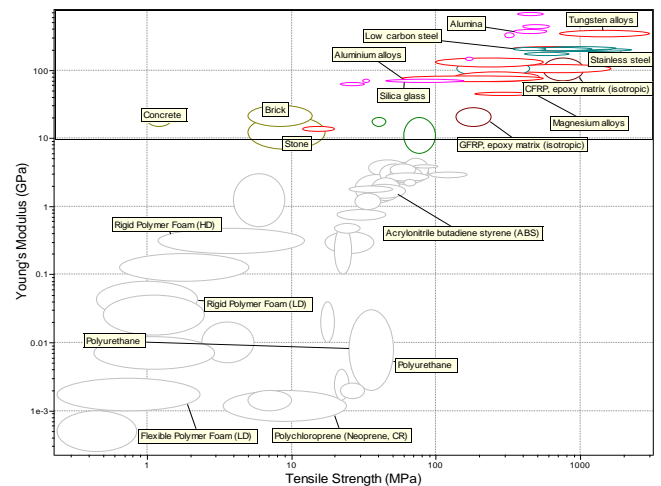 Alumina
Tungsten alloys
Low carbon steel
Aluminium alloys
Stainless steel
Silica glass
CFRP, epoxy matrix (isotropic)
Concrete
Brick
Magnesium alloys
Stone
GFRP, epoxy matrix (isotropic)
Rigid Polymer Foam (HD)
Acrylonitrile butadiene styrene (ABS)
Rigid Polymer Foam (LD)
Polyurethane
Polyurethane
Flexible Polymer Foam (LD)
Polychloroprene (Neoprene, CR)
Young's Modulus (GPa)
100
10
1
0.1
0.01
1e-3
1
10
100
1000
Tensile Strength (MPa)